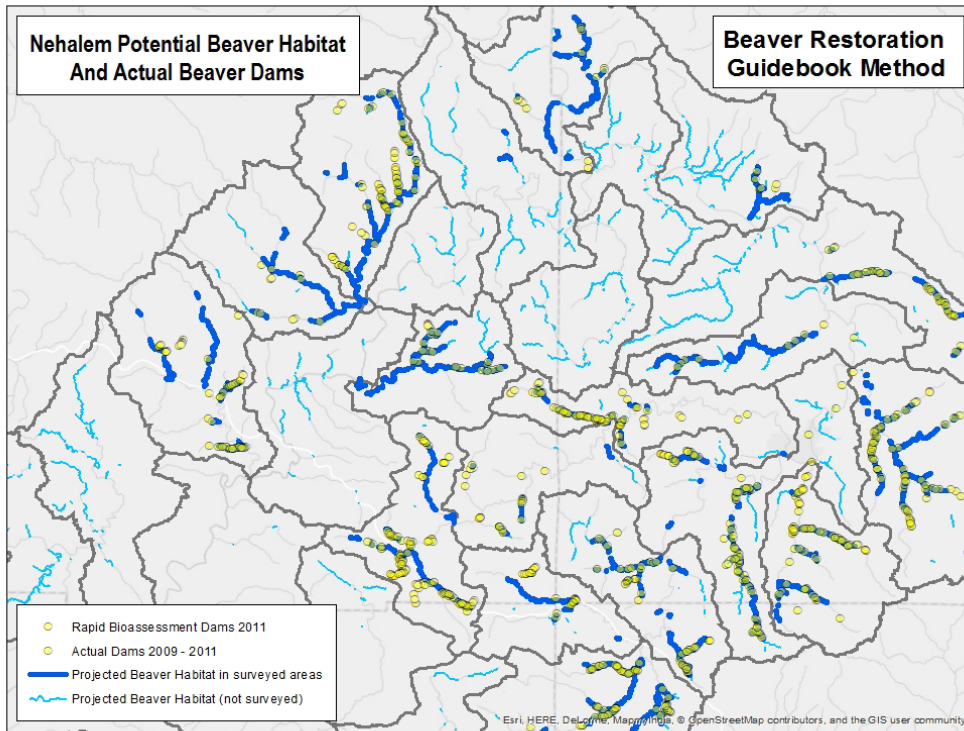 Nehalem Potential Beaver Habitat
And Actual Beaver Dams
Beaver Restoration
Guidebook Method
Rapid Bioassessment Dams 2011
Actual Dams 2009 - 2011
Projected Beaver Habitat in surveyed areas
Projected Beaver Habitat (not surveyed)
Esri, HERE, DeLorme, MapmyIndia, © OpenStreetMap contributors, and the GIS user community